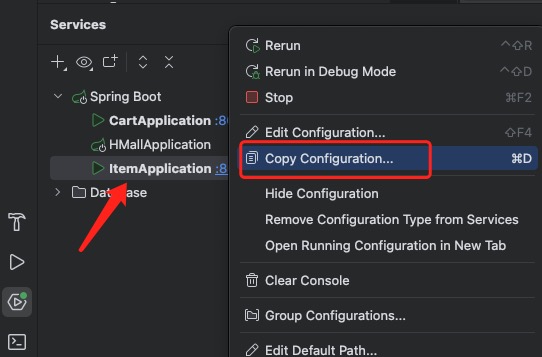 Services
Spring Boot
CartApplication :8
HMallApplication
ItemApplication :8
Database
Rerun ^⇧R
Rerun in Debug Mode ^⇧D
Stop ⌘F2
Edit Configuration... ⇧F4
Copy Configuration... ⌘D
Hide Configuration
Remove Configuration Type from Services
Open Running Configuration in New Tab
Clear Console
Group Configurations...
Edit Default Path...